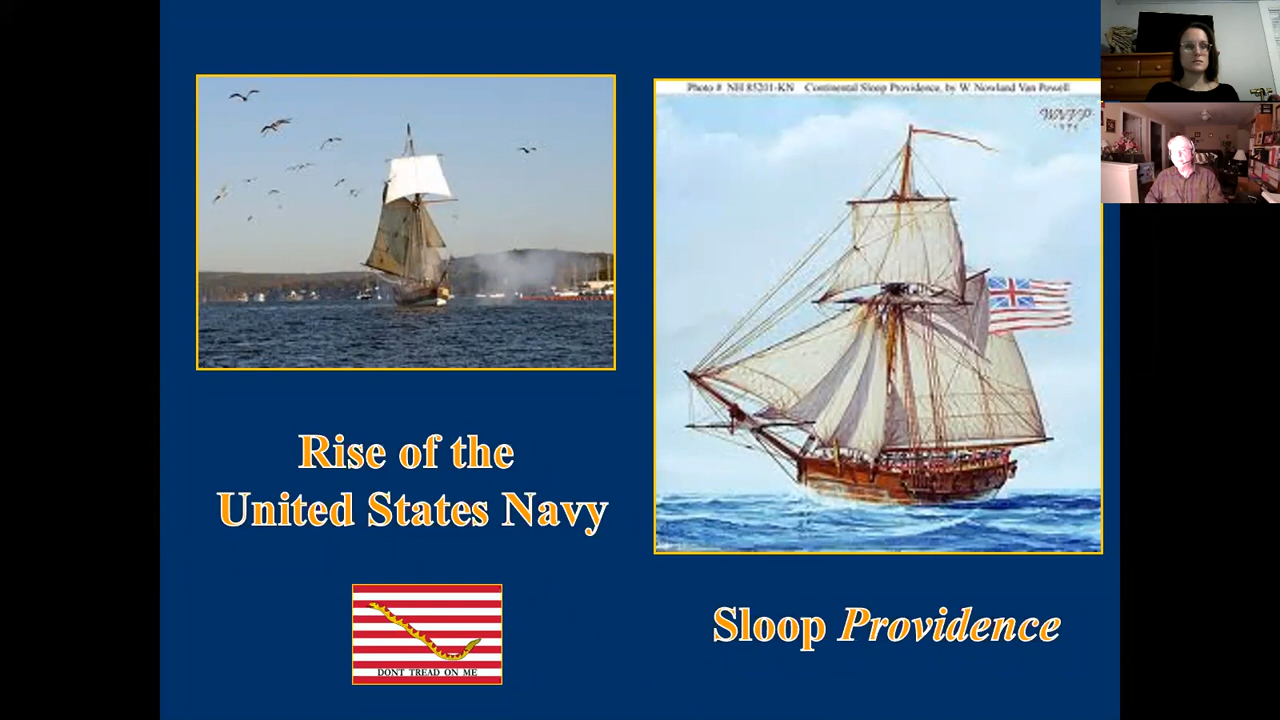 Photo # NH 85201-KN Continental Sloop Providence, by W. Nowland Van Powell
Rise of the
United States Navy
DONT TREAD ON ME
Sloop Providence